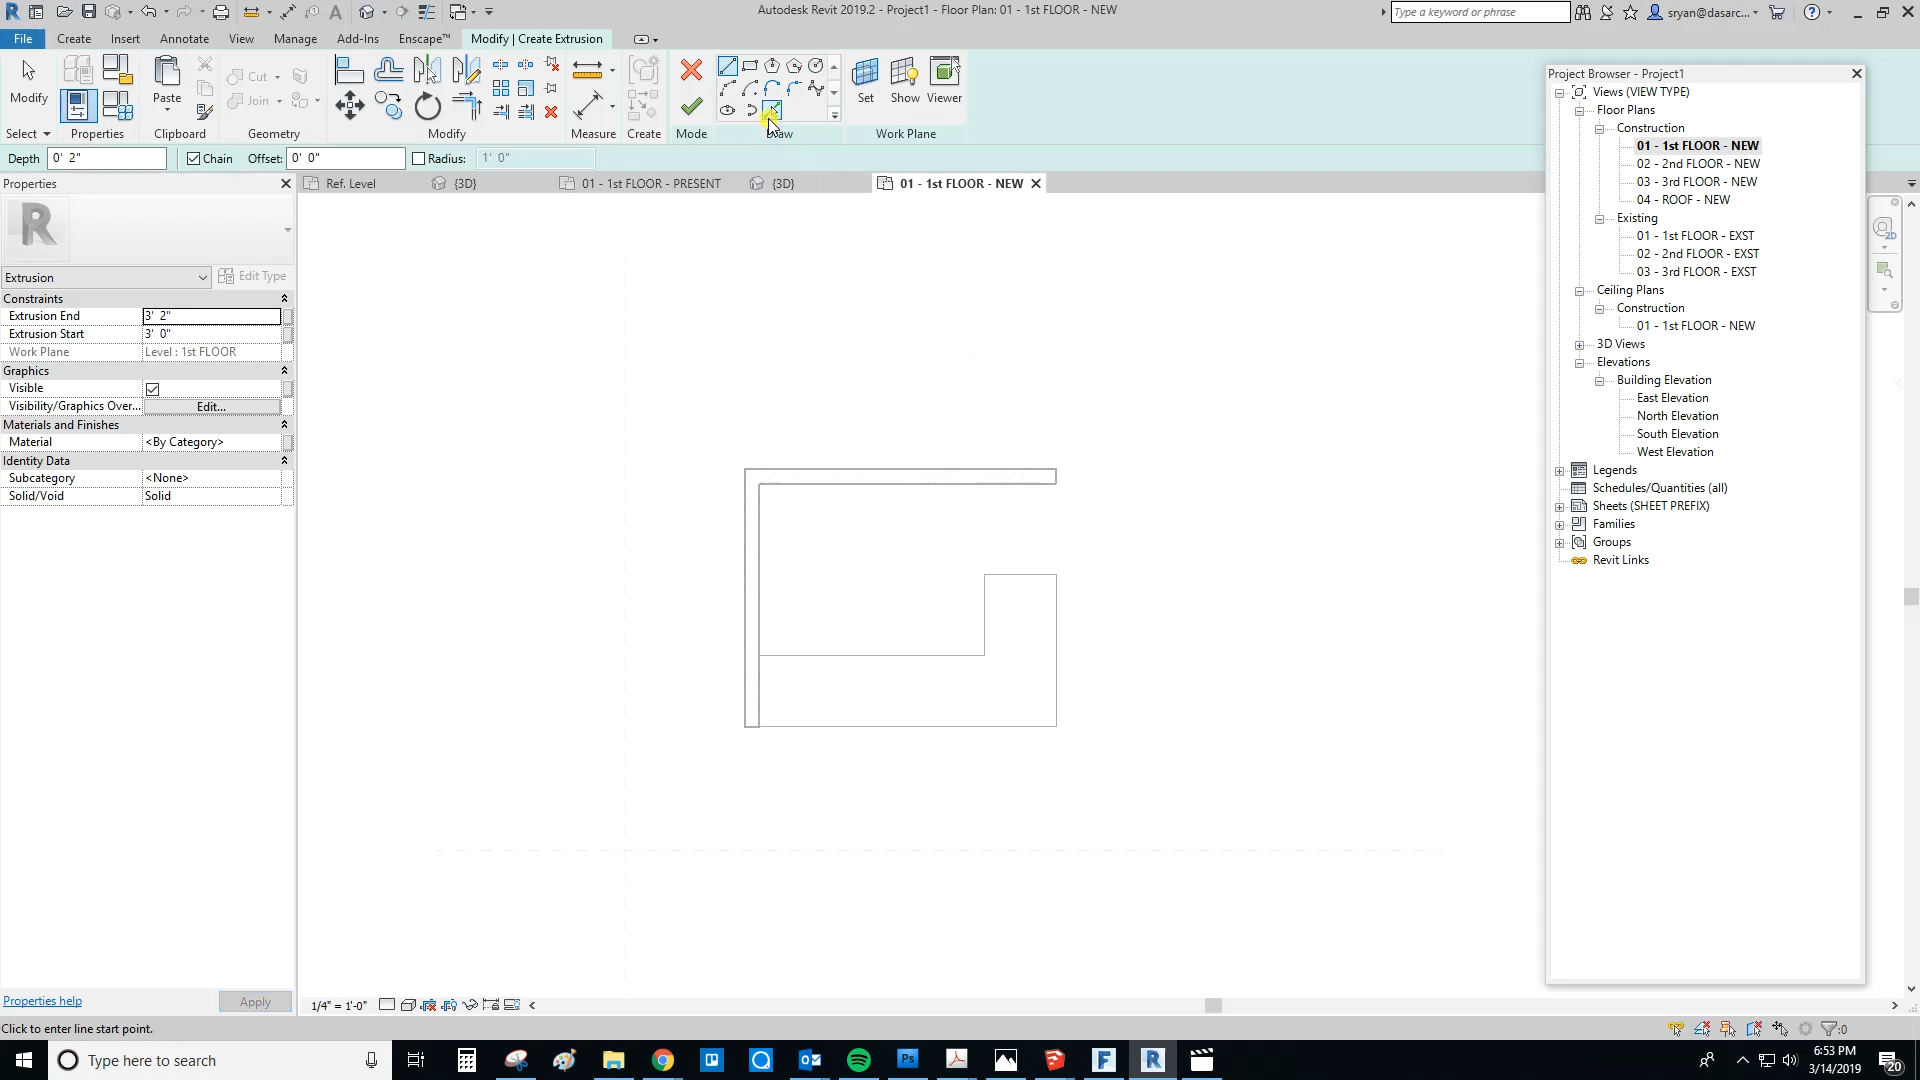 Autodesk Revit 2019.2 - Project1 - Floor Plan: 01 - 1st FLOOR - NEW
Type a keyword or phrase
sryan@dasarc...
File Create Insert Annotate View Manage Add-Ins Enscape™ Modify | Create Extrusion
Modify Paste Cut Join Set Show Viewer
Select Properties Clipboard Geometry Modify Measure Create Mode Draw Work Plane
Depth 0' 2" Chain Offset: 0' 0" Radius: 1' 0"
Properties
Ref. Level {3D} 01 - 1st FLOOR - PRESENT {3D} 01 - 1st FLOOR - NEW
R
Extrusion Edit Type
Constraints
Extrusion End 3' 2"
Extrusion Start 3' 0"
Work Plane Level : 1st FLOOR
Graphics
Visible
Visibility/Graphics Over... Edit...
Materials and Finishes
Material <By Category>
Identity Data
Subcategory <None>
Solid/Void Solid
Properties help Apply
Project Browser - Project1
Views (VIEW TYPE)
Floor Plans
Construction
01 - 1st FLOOR - NEW
02 - 2nd FLOOR - NEW
03 - 3rd FLOOR - NEW
04 - ROOF - NEW
Existing
01 - 1st FLOOR - EXST
02 - 2nd FLOOR - EXST
03 - 3rd FLOOR - EXST
Ceiling Plans
Construction
01 - 1st FLOOR - NEW
3D Views
Elevations
Building Elevation
East Elevation
North Elevation
South Elevation
West Elevation
Legends
Schedules/Quantities (all)
Sheets (SHEET PREFIX)
Families
Groups
Revit Links
2D
1/4" = 1'-0"
Click to enter line start point.
:0
Type here to search
Ps
F
R
6:53 PM
3/14/2019
20